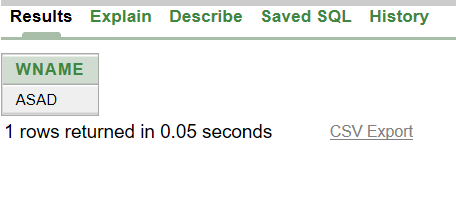 Results Explain Describe Saved SQL History
WNAME
ASAD
1 rows returned in 0.05 seconds CSV Export